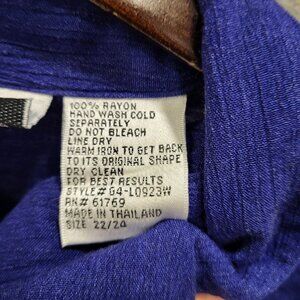 100% RAYON
HAND WASH COLD
SEPARATELY
DO NOT BLEACH
LINE DRY
WARM IRON TO GET BACK
TO ITS ORIGINAL SHAPE
DRY CLEAN
FOR BEST RESULTS
STYLE# G4-L0923W
RN# 61769
MADE IN THAILAND
SIZE 22/24